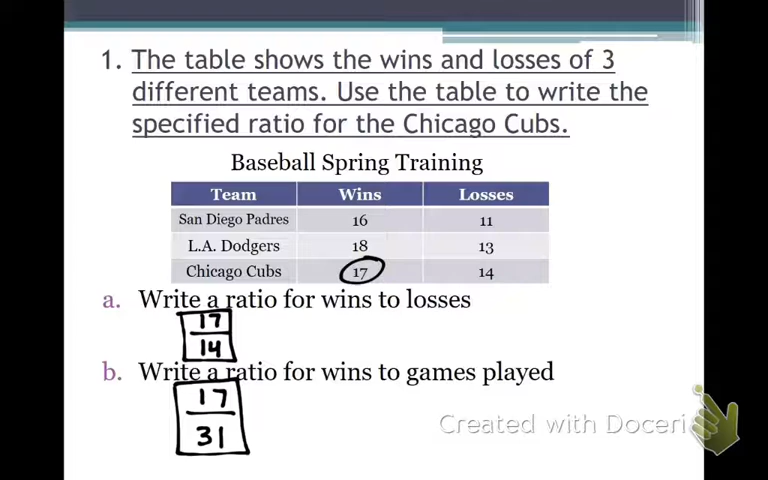 1. The table shows the wins and losses of 3
different teams. Use the table to write the
specified ratio for the Chicago Cubs.
Baseball Spring Training
Team Wins Losses
San Diego Padres 16 11
L.A. Dodgers 18 13
Chicago Cubs 17 14
a. Write a ratio for wins to losses
17
14
b. Write a ratio for wins to games played
17
31
Created with Doceri